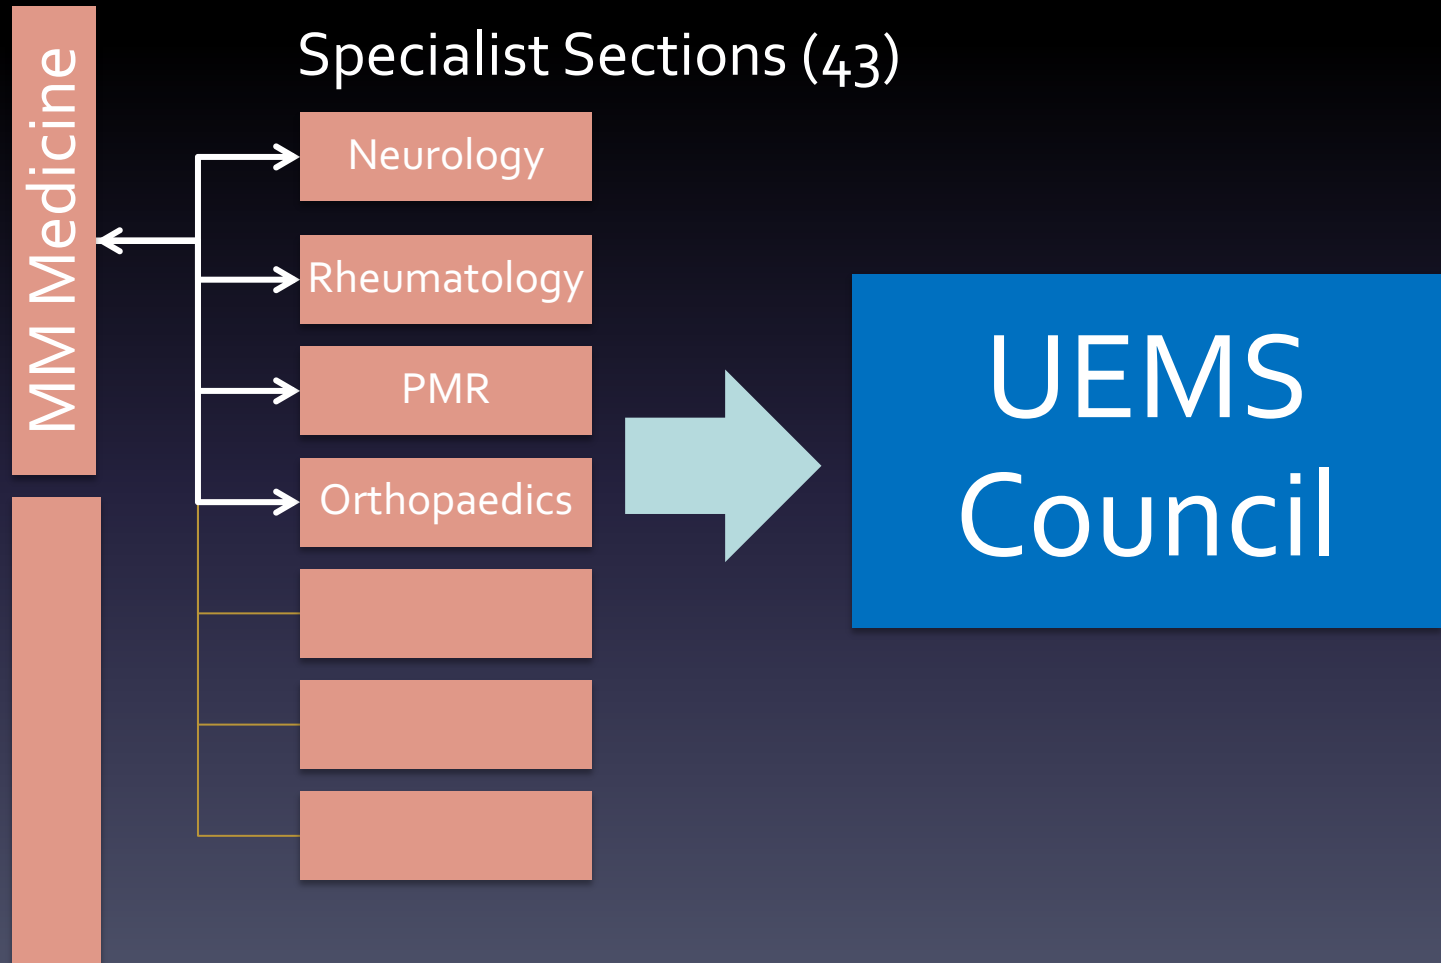 Specialist Sections (43)
MM Medicine
Neurology
Rheumatology
PMR
Orthopaedics
UEMS
Council